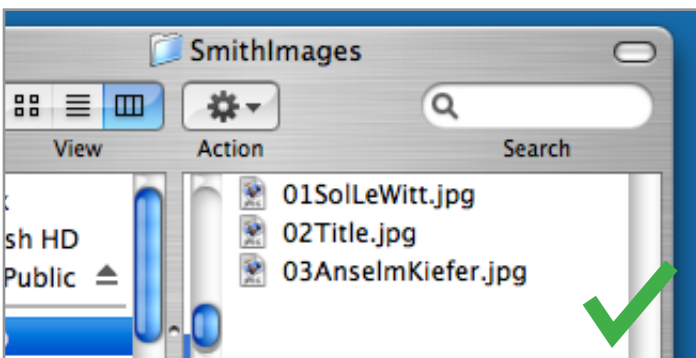 SmithImages
View Action Search
01SolLeWitt.jpg
sh HD 02Title.jpg
Public 03AnselmKiefer.jpg